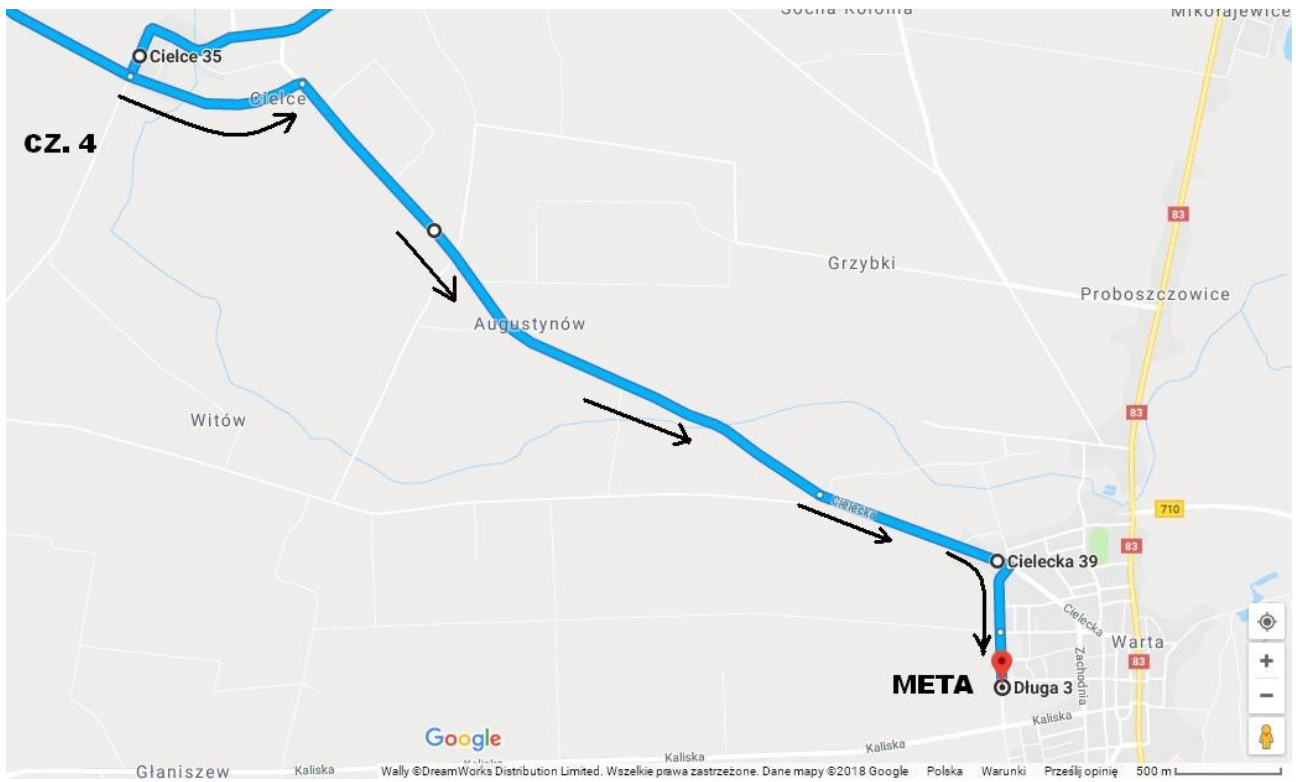 Socha Kolonia
Mikołajewice
Cielce 35
Cielce
CZ. 4
83
Grzybki
Proboszczowice
Augustynów
83
Witów
Cielecka
710
83
Cielecka 39
Cielecka
Warta
Zachodnia
83
META
Długa 3
Kaliska
Google
Kaliska
Kaliska
Kaliska
Głaniszew
Wally ©DreamWorks Distribution Limited. Wszelkie prawa zastrzeżone. Dane mapy ©2018 Google Polska Warunki Prześlij opinię 500 m